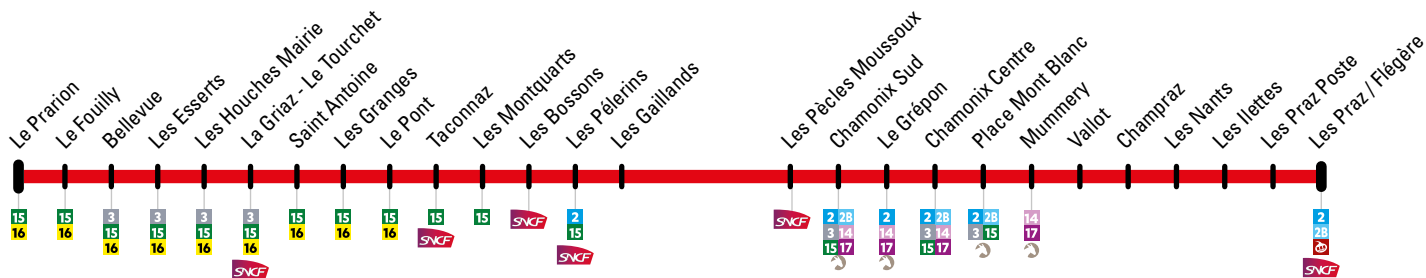 Le Prarion
Le Fouilly
Bellevue
Les Esserts
Les Houches Mairie
La Griaz - Le Tourchet
Saint Antoine
Les Granges
Le Pont
Taconnaz
Les Montquarts
Les Bossons
Les Pélerins
Les Gaillands
Les Pècles Moussoux
Chamonix Sud
Le Grépon
Chamonix Centre
Place Mont Blanc
Mummery
Vallot
Champraz
Les Nants
Les Ilettes
Les Praz Poste
Les Praz / Flégère
15
16
15
16
3
15
16
3
15
16
3
15
16
3
15
16
SNCF
15
16
15
16
15
16
15
SNCF
15
SNCF
2
15
SNCF
SNCF
2 2B
3 14
15 17
2
14
17
2 2B
3 14
15 17
2 2B
3 15
14
17
2
2B
SNCF